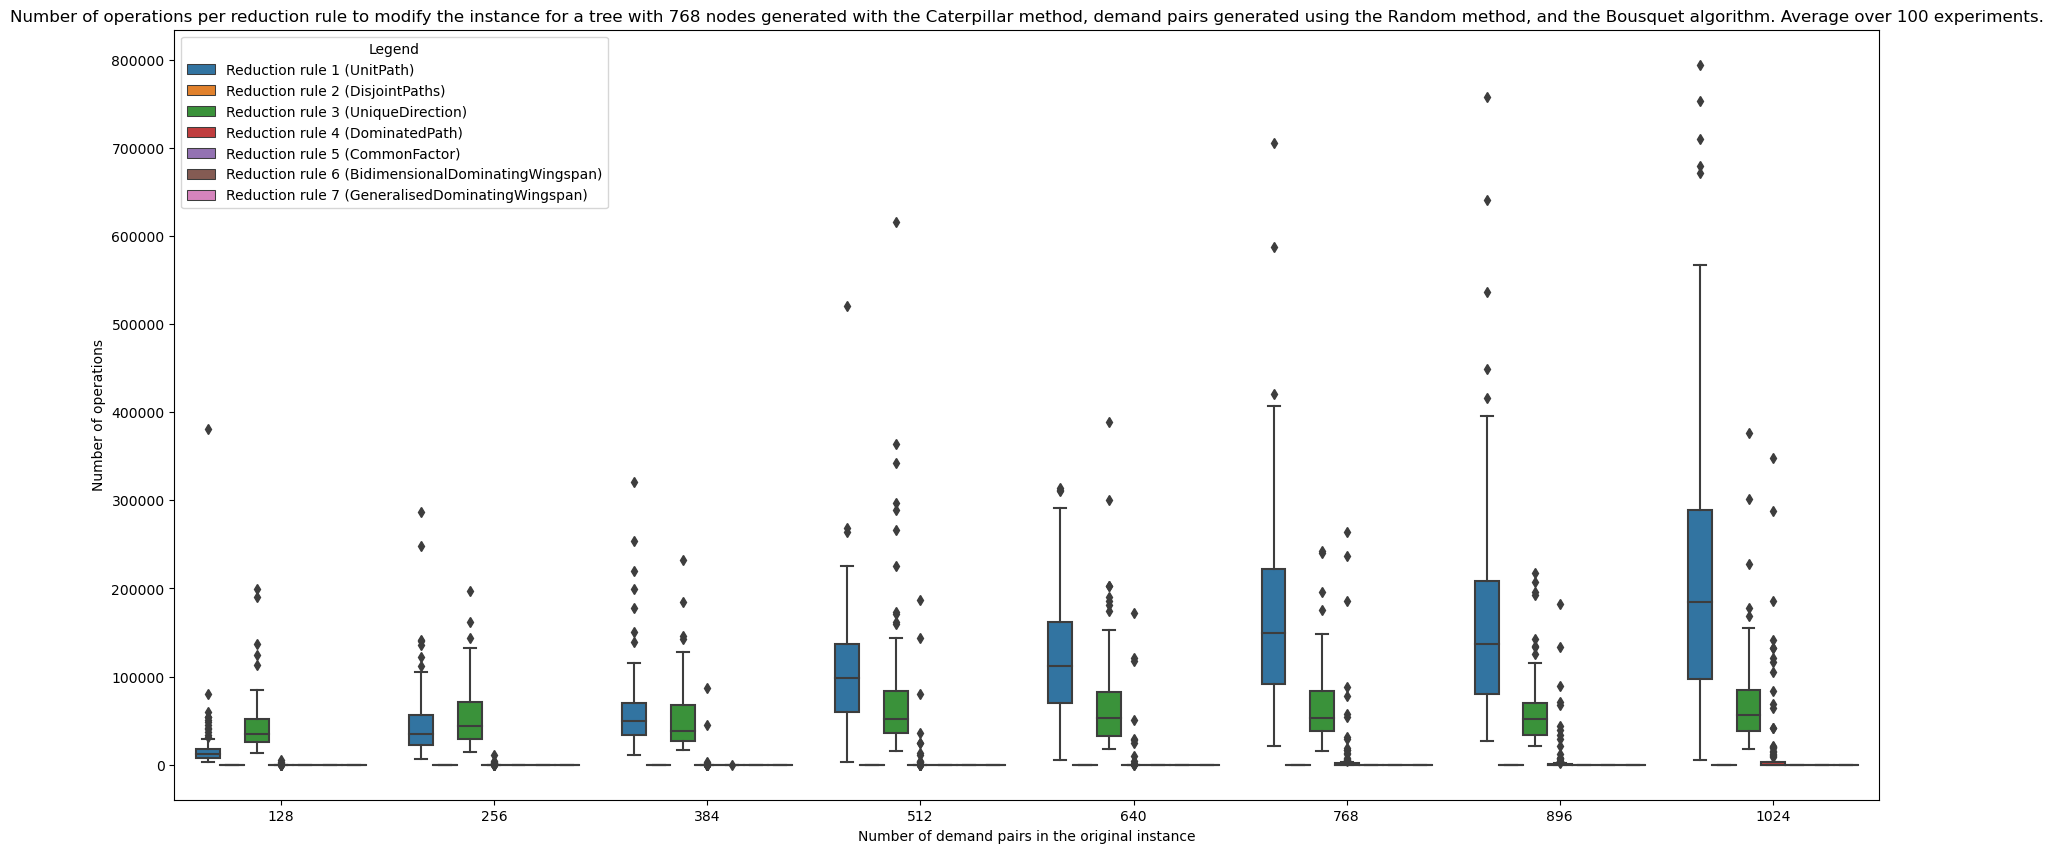 Number of operations per reduction rule to modify the instance for a tree with 768 nodes generated with the Caterpillar method, demand pairs generated using the Random method, and the Bousquet algorithm. Average over 100 experiments.
Legend
Reduction rule 1 (UnitPath)
Reduction rule 2 (DisjointPaths)
Reduction rule 3 (UniqueDirection)
Reduction rule 4 (DominatedPath)
Reduction rule 5 (CommonFactor)
Reduction rule 6 (BidimensionalDominatingWingspan)
Reduction rule 7 (GeneralisedDominatingWingspan)
800000
700000
600000
500000
400000
300000
200000
100000
0
Number of operations
128 256 384 512 640 768 896 1024
Number of demand pairs in the original instance